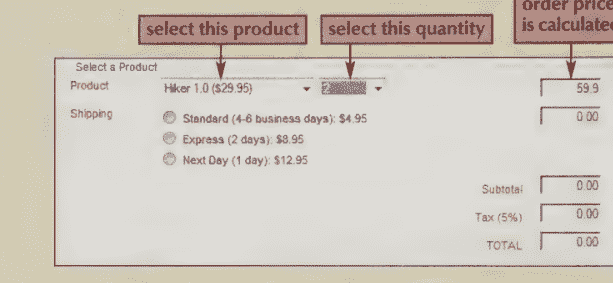 order price
is calculated
select this product
select this quantity
Select a Product
Product Hiker 1.0 ($29.95) 2 59.9
Shipping Standard (4-6 business days): $4.95 0.00
Express (2 days): $8.95
Next Day (1 day): $12.95
Subtotal 0.00
Tax (5%) 0.00
TOTAL 0.00